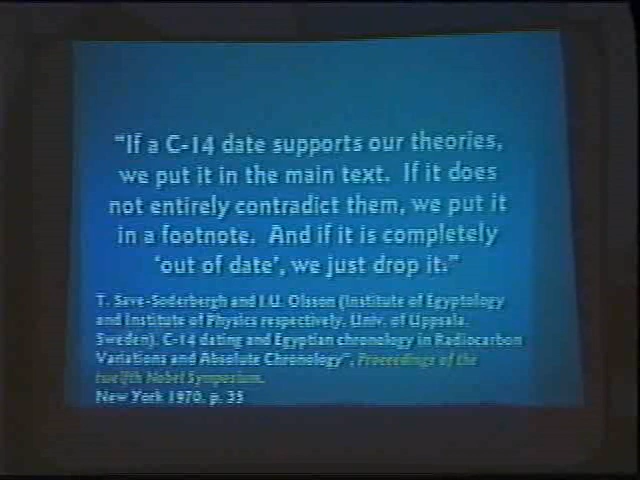 "If a C-14 date supports our theories,
we put it in the main text. If it does
not entirely contradict them, we put it
in a footnote. And if it is completely
'out of date', we just drop it."
T. Save-Soderbergh and I.U. Olsson (Institute of Egyptology
and Institute of Physics respectively, Univ. of Uppsala,
Sweden), C-14 dating and Egyptian chronology in Radiocarbon
Variations and Absolute Chronology", Proceedings of the
twelfth Nobel Symposium,
New York 1970, p. 35